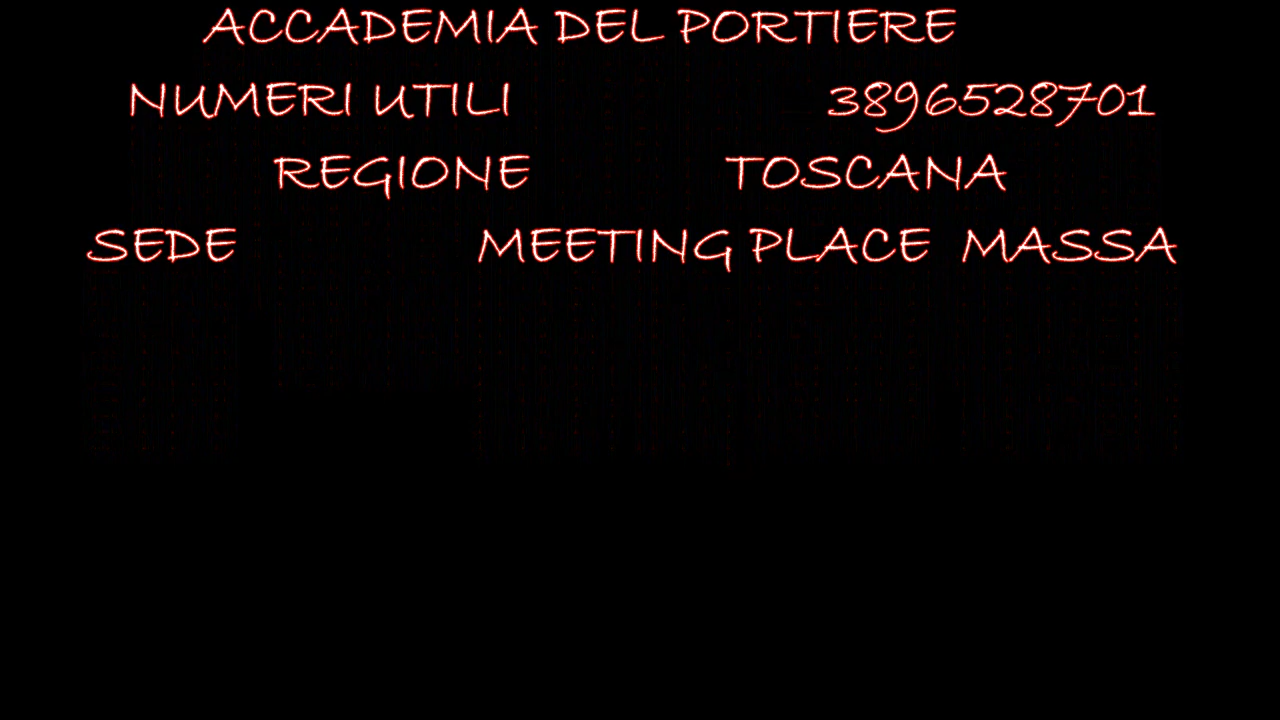 ACCADEMIA DEL PORTIERE
NUMERI UTILI 3896528701
REGIONE TOSCANA
SEDE MEETING PLACE MASSA